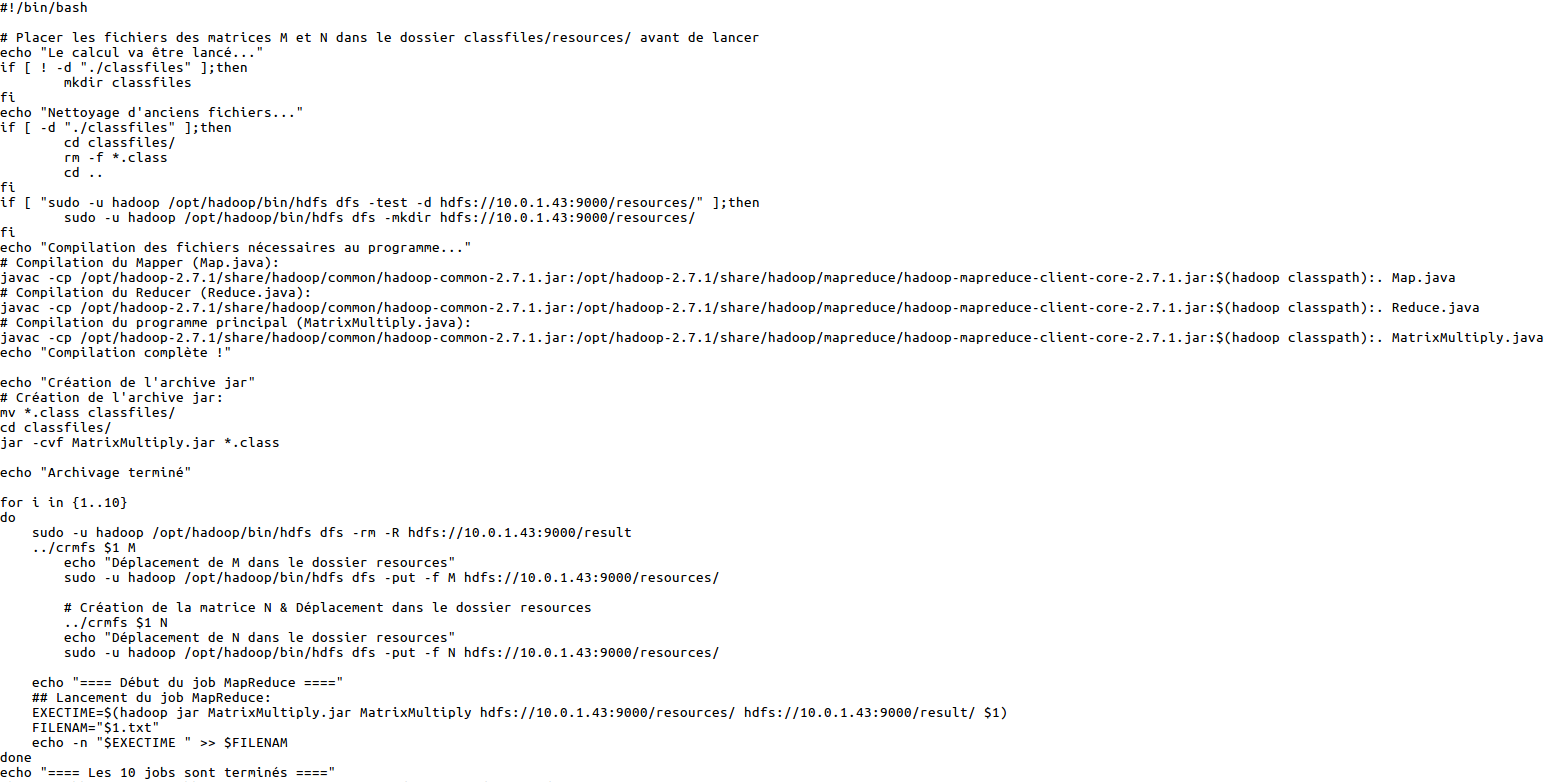 #!/bin/bash

# Placer les fichiers des matrices M et N dans le dossier classfiles/resources/ avant de lancer
echo "Le calcul va être lancé..."
if [ ! -d "./classfiles" ];then
        mkdir classfiles
fi
echo "Nettoyage d'anciens fichiers..."
if [ -d "./classfiles" ];then
        cd classfiles/
        rm -f *.class
        cd ..
fi
if [ "sudo -u hadoop /opt/hadoop/bin/hdfs dfs -test -d hdfs://10.0.1.43:9000/resources/" ];then
        sudo -u hadoop /opt/hadoop/bin/hdfs dfs -mkdir hdfs://10.0.1.43:9000/resources/
fi
echo "Compilation des fichiers nécessaires au programme..."
# Compilation du Mapper (Map.java):
javac -cp /opt/hadoop-2.7.1/share/hadoop/common/hadoop-common-2.7.1.jar:/opt/hadoop-2.7.1/share/hadoop/mapreduce/hadoop-mapreduce-client-core-2.7.1.jar:$(hadoop classpath):. Map.java
# Compilation du Reducer (Reduce.java):
javac -cp /opt/hadoop-2.7.1/share/hadoop/common/hadoop-common-2.7.1.jar:/opt/hadoop-2.7.1/share/hadoop/mapreduce/hadoop-mapreduce-client-core-2.7.1.jar:$(hadoop classpath):. Reduce.java
# Compilation du programme principal (MatrixMultiply.java):
javac -cp /opt/hadoop-2.7.1/share/hadoop/common/hadoop-common-2.7.1.jar:/opt/hadoop-2.7.1/share/hadoop/mapreduce/hadoop-mapreduce-client-core-2.7.1.jar:$(hadoop classpath):. MatrixMultiply.java
echo "Compilation complète !"

echo "Création de l'archive jar"
# Création de l'archive jar:
mv *.class classfiles/
cd classfiles/
jar -cvf MatrixMultiply.jar *.class

echo "Archivage terminé"

for i in {1..10}
do
    sudo -u hadoop /opt/hadoop/bin/hdfs dfs -rm -R hdfs://10.0.1.43:9000/result
    ../crmfs $1 M
        echo "Déplacement de M dans le dossier resources"
        sudo -u hadoop /opt/hadoop/bin/hdfs dfs -put -f M hdfs://10.0.1.43:9000/resources/

        # Création de la matrice N & Déplacement dans le dossier resources
        ../crmfs $1 N
        echo "Déplacement de N dans le dossier resources"
        sudo -u hadoop /opt/hadoop/bin/hdfs dfs -put -f N hdfs://10.0.1.43:9000/resources/

    echo "==== Début du job MapReduce ===="
    ## Lancement du job MapReduce:
    EXECTIME=$(hadoop jar MatrixMultiply.jar MatrixMultiply hdfs://10.0.1.43:9000/resources/ hdfs://10.0.1.43:9000/result/ $1)
    FILENAM="$1.txt"
    echo -n "$EXECTIME " >> $FILENAM
done
echo "==== Les 10 jobs sont terminés ===="